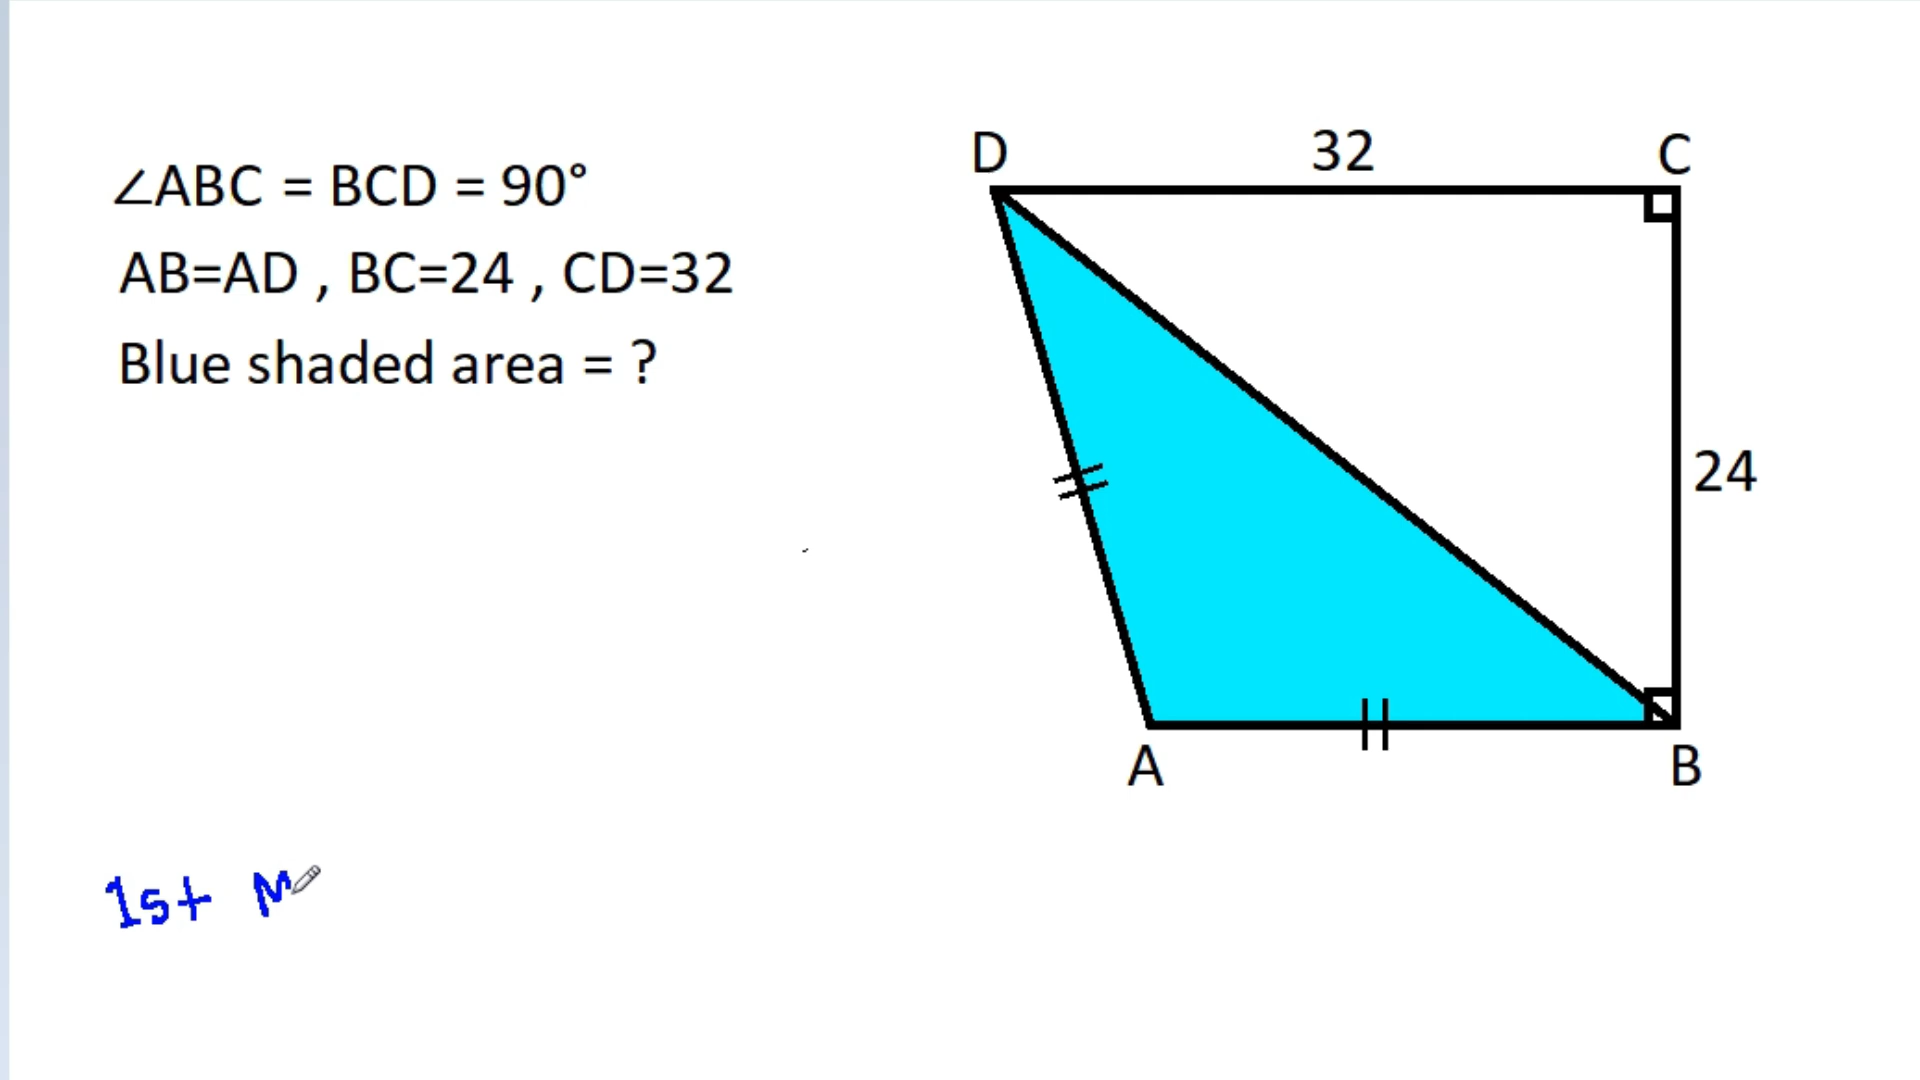 ∠ABC = BCD = 90°
AB=AD , BC=24 , CD=32
Blue shaded area = ?
D
32
C
24
A
B
1st M